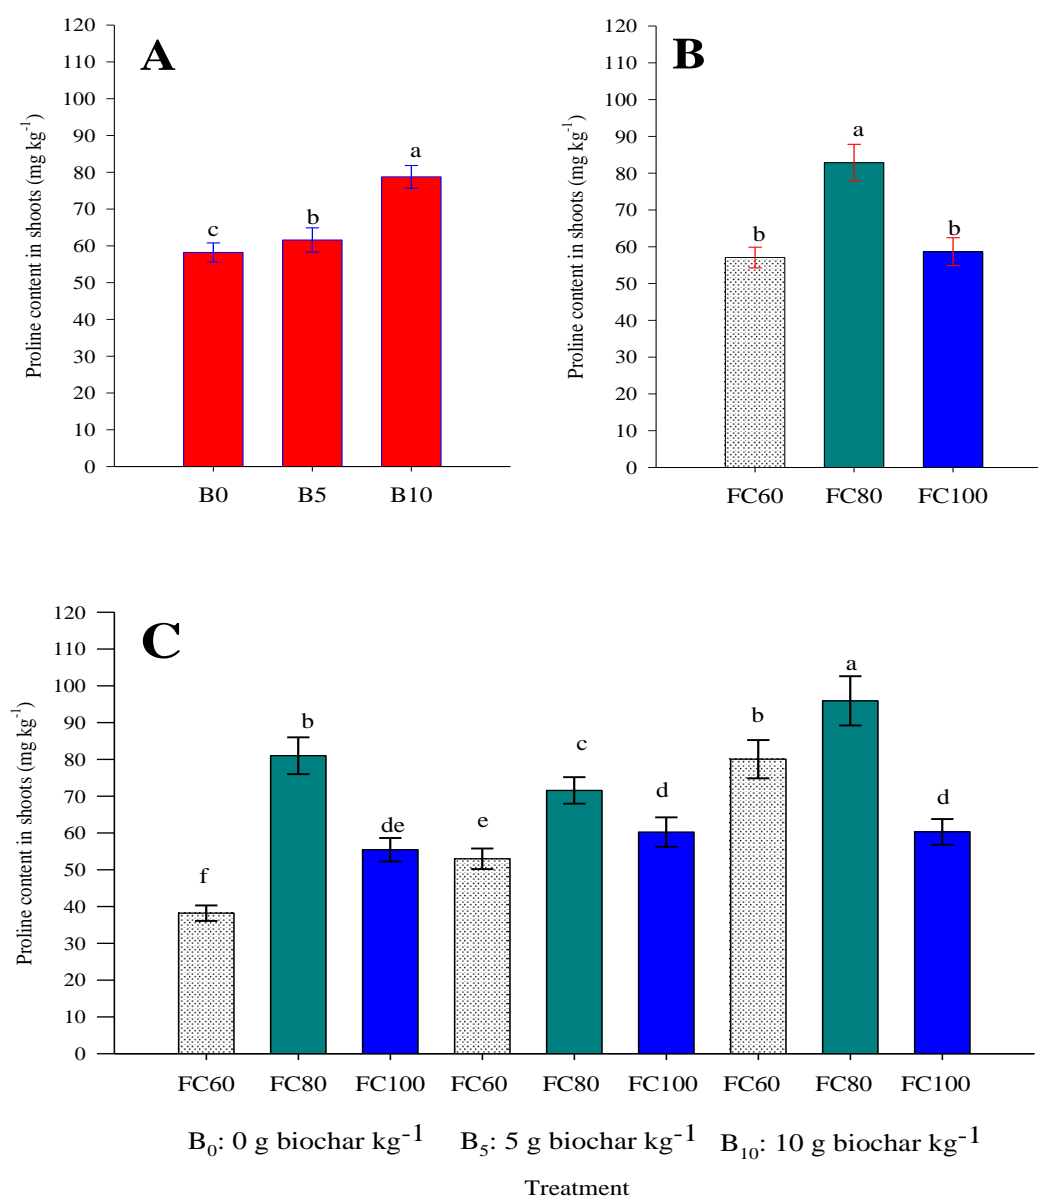 A
Proline content in shoots (mg kg-1)
120
110
100
90
80
70
60
50
40
30
20
10
0
c
b
a
B0 B5 B10
B
Proline content in shoots (mg kg-1)
120
110
100
90
80
70
60
50
40
30
20
10
0
b
a
b
FC60 FC80 FC100
C
Proline content in shoots (mg kg-1)
120
110
100
90
80
70
60
50
40
30
20
10
0
f
b
de
e
c
d
b
a
d
FC60 FC80 FC100 FC60 FC80 FC100 FC60 FC80 FC100
B0: 0 g biochar kg-1 B5: 5 g biochar kg-1 B10: 10 g biochar kg-1
Treatment